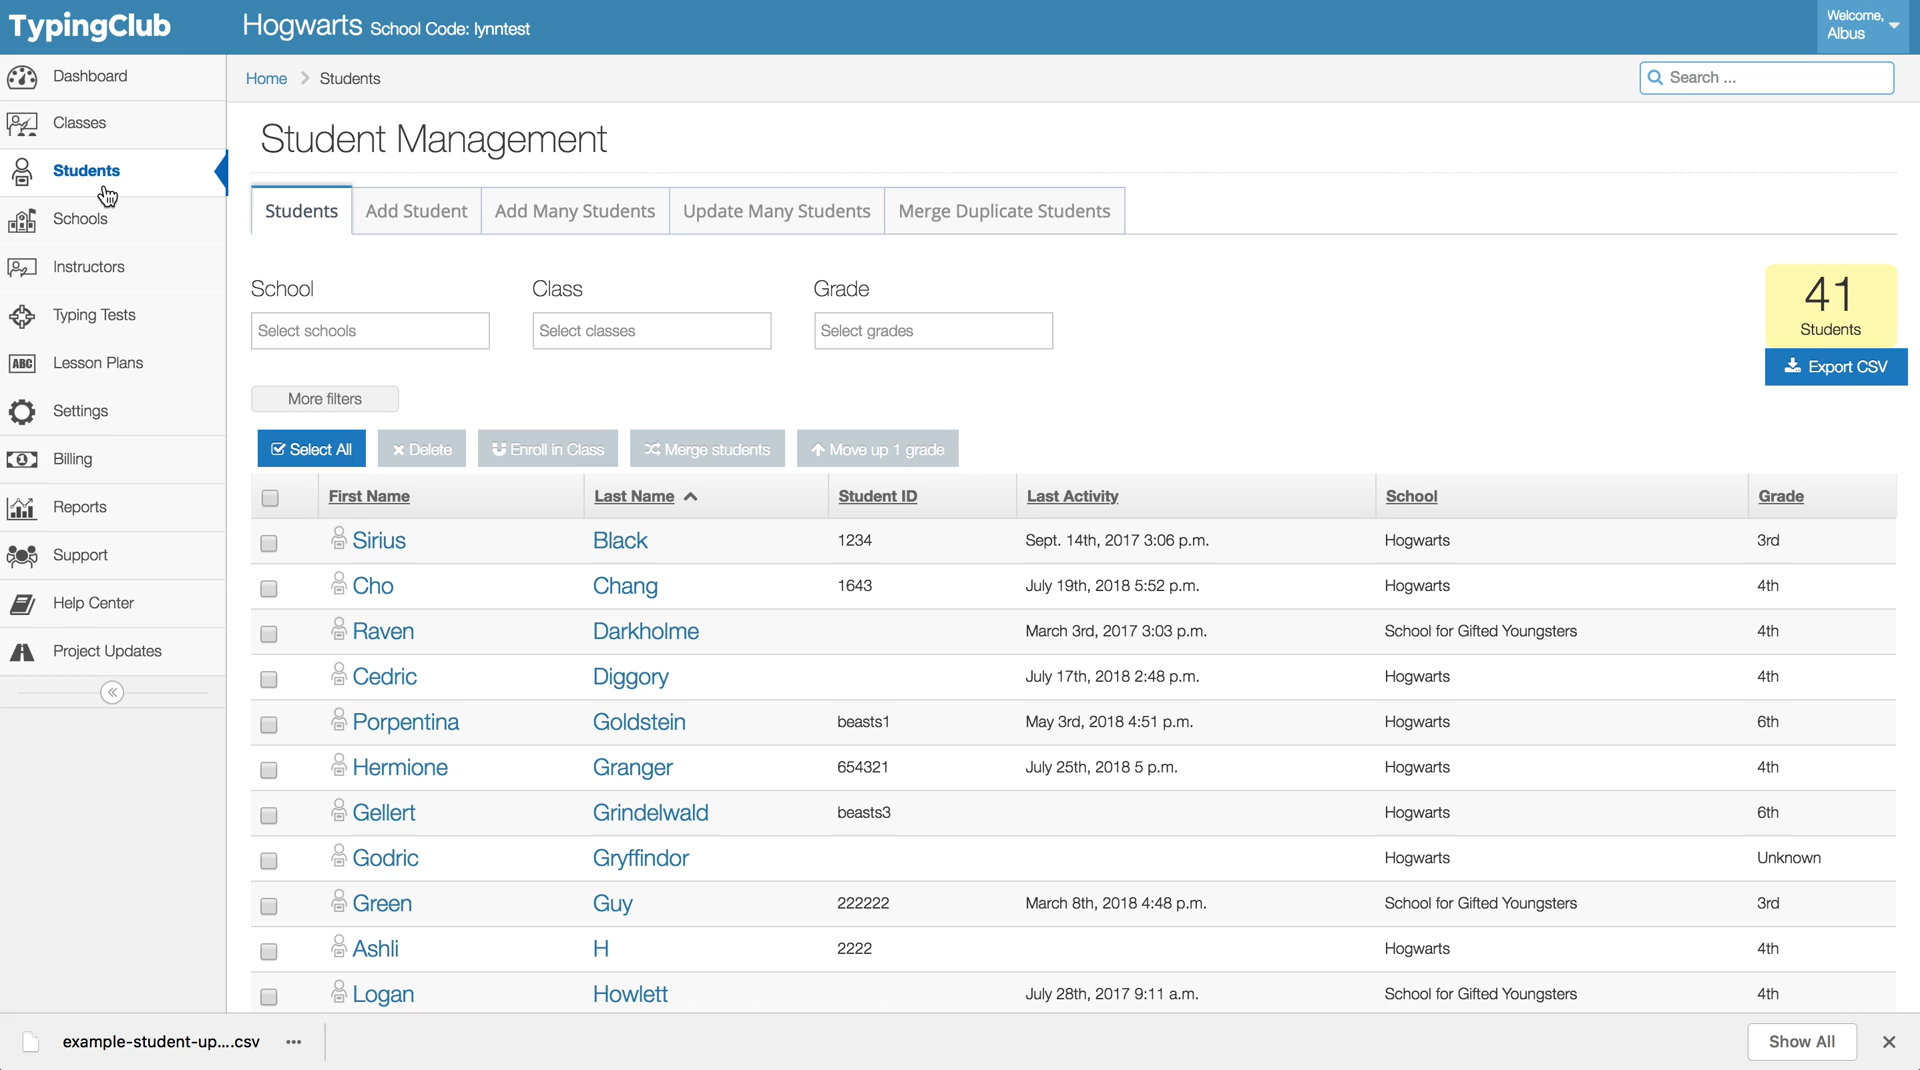 TypingClub
Hogwarts School Code: lynntest
Welcome,
Albus
Dashboard
Classes
Students
Schools
Instructors
Typing Tests
ABC Lesson Plans
Settings
Billing
Reports
Support
Help Center
Project Updates
Home Students
Search ...
Student Management
Students Add Student Add Many Students Update Many Students Merge Duplicate Students
School Class Grade
Select schools Select classes Select grades
41
Students
Export CSV
More filters
Select All Delete Enroll in Class Merge students Move up 1 grade
First Name Last Name Student ID Last Activity School Grade
Sirius Black 1234 Sept. 14th, 2017 3:06 p.m. Hogwarts 3rd
Cho Chang 1643 July 19th, 2018 5:52 p.m. Hogwarts 4th
Raven Darkholme March 3rd, 2017 3:03 p.m. School for Gifted Youngsters 4th
Cedric Diggory July 17th, 2018 2:48 p.m. Hogwarts 4th
Porpentina Goldstein beasts1 May 3rd, 2018 4:51 p.m. Hogwarts 6th
Hermione Granger 654321 July 25th, 2018 5 p.m. Hogwarts 4th
Gellert Grindelwald beasts3 Hogwarts 6th
Godric Gryffindor Hogwarts Unknown
Green Guy 222222 March 8th, 2018 4:48 p.m. School for Gifted Youngsters 3rd
Ashli H 2222 Hogwarts 4th
Logan Howlett July 28th, 2017 9:11 a.m. School for Gifted Youngsters 4th
example-student-up....csv
Show All